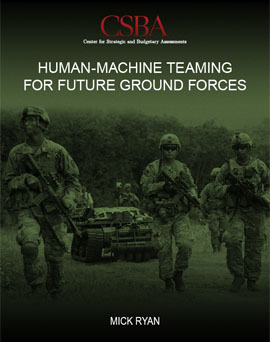 CSBA
Center for Strategic and Budgetary Assessments
HUMAN-MACHINE TEAMING
FOR FUTURE GROUND FORCES
MICK RYAN